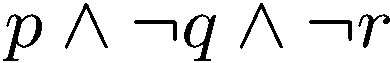 p ∧ ¬q ∧ ¬r